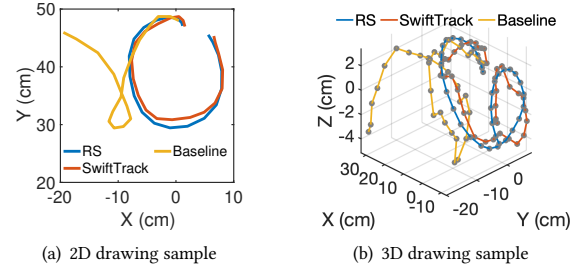 50
40
30
20
Y (cm)
RS
Baseline
SwiftTrack
-20
-10
0
10
X (cm)
(a) 2D drawing sample
RS
SwiftTrack
Baseline
2
0
-2
-4
Z (cm)
30
20
10
0
-10
X (cm)
-20
-10
0
Y (cm)
(b) 3D drawing sample